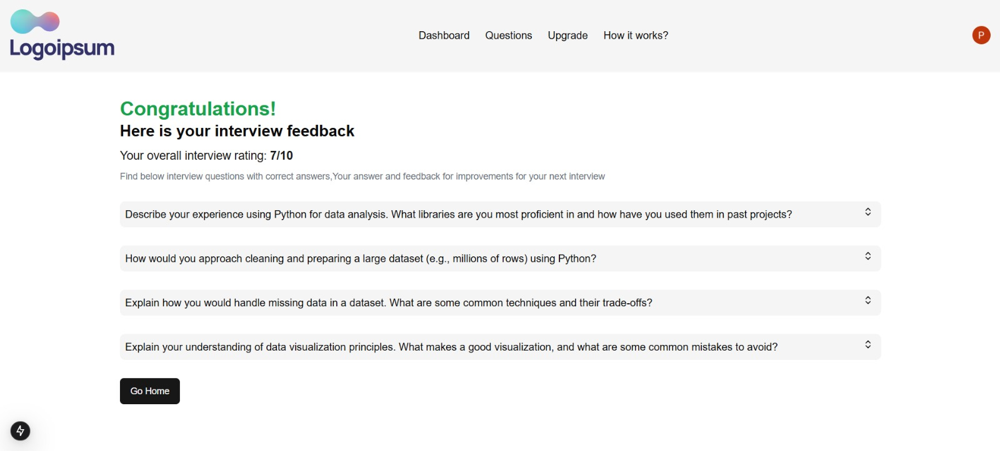 Logoipsum
Dashboard Questions Upgrade How it works?
P
Congratulations!
Here is your interview feedback
Your overall interview rating: 7/10
Find below interview questions with correct answers,Your answer and feedback for improvements for your next interview
Describe your experience using Python for data analysis. What libraries are you most proficient in and how have you used them in past projects?
How would you approach cleaning and preparing a large dataset (e.g., millions of rows) using Python?
Explain how you would handle missing data in a dataset. What are some common techniques and their trade-offs?
Explain your understanding of data visualization principles. What makes a good visualization, and what are some common mistakes to avoid?
Go Home